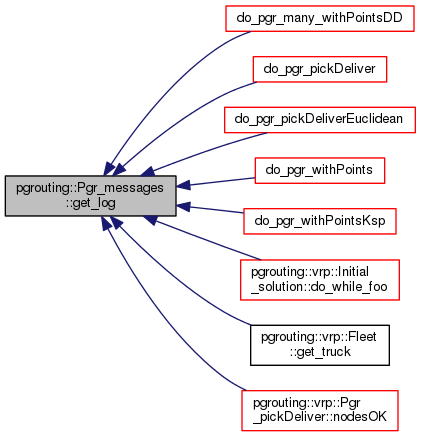 do_pgr_many_withPointsDD
do_pgr_pickDeliver
do_pgr_pickDeliverEuclidean
do_pgr_withPoints
pgrouting::Pgr_messages
::get_log
do_pgr_withPointsKsp
pgrouting::vrp::Initial
_solution::do_while_foo
pgrouting::vrp::Fleet
::get_truck
pgrouting::vrp::Pgr
_pickDeliver::nodesOK